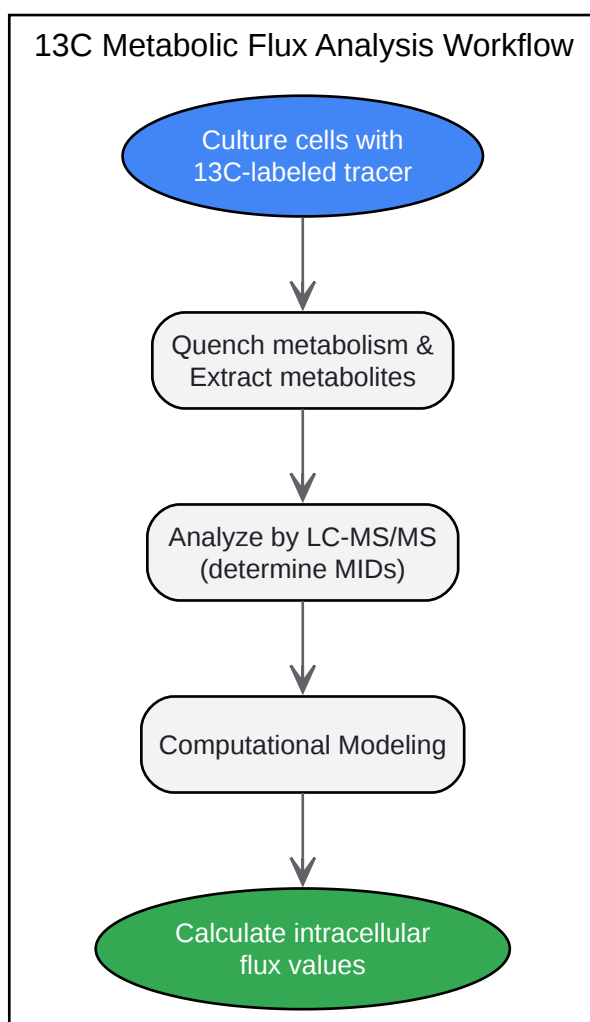 13C Metabolic Flux Analysis Workflow
Culture cells with
13C-labeled tracer
Quench metabolism &
Extract metabolites
Analyze by LC-MS/MS
(determine MIDs)
Computational Modeling
Calculate intracellular
flux values